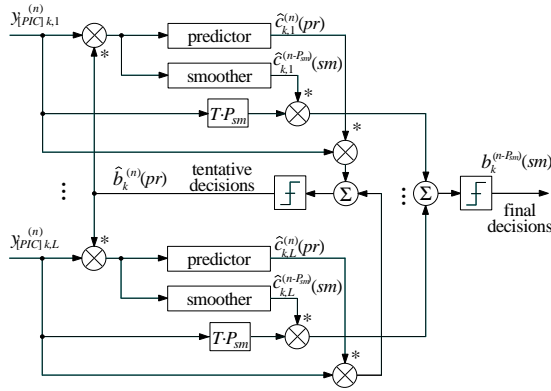 y[PIC] k,1^(n)
predictor
ĉk,1^(n)(pr)
*
smoother
ĉk,1^(n-Psm)(sm)
*
*
T·Psm
b̂k^(n)(pr)
tentative
decisions
Σ
Σ
bk^(n-Psm)(sm)
final
decisions
⋮
⋮
y[PIC] k,L^(n)
*
predictor
ĉk,L^(n)(pr)
smoother
ĉk,L^(n-Psm)(sm)
*
*
T·Psm
*